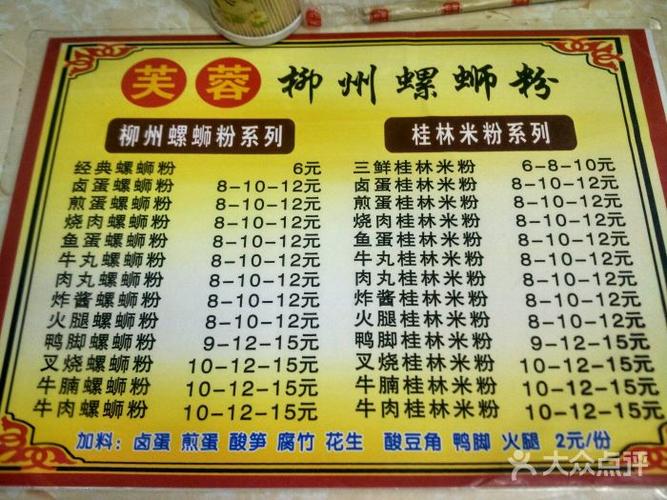 芙蓉 柳州螺蛳粉
柳州螺蛳粉系列
经典螺蛳粉 6元
卤蛋螺蛳粉 8-10-12元
煎蛋螺蛳粉 8-10-12元
烧肉螺蛳粉 8-10-12元
鱼蛋螺蛳粉 8-10-12元
牛丸螺蛳粉 8-10-12元
肉丸螺蛳粉 8-10-12元
炸酱螺蛳粉 8-10-12元
火腿螺蛳粉 8-10-12元
鸭脚螺蛳粉 9-12-15元
叉烧螺蛳粉 10-12-15元
牛腩螺蛳粉 10-12-15元
牛肉螺蛳粉 10-12-15元
桂林米粉系列
三鲜桂林米粉 6-8-10元
卤蛋桂林米粉 8-10-12元
煎蛋桂林米粉 8-10-12元
烧肉桂林米粉 8-10-12元
鱼蛋桂林米粉 8-10-12元
牛丸桂林米粉 8-10-12元
肉丸桂林米粉 8-10-12元
炸酱桂林米粉 8-10-12元
火腿桂林米粉 8-10-12元
鸭脚桂林米粉 9-12-15元
叉烧桂林米粉 10-12-15元
牛腩桂林米粉 10-12-15元
牛肉桂林米粉 10-12-15元
加料：卤蛋 煎蛋 酸笋 腐竹 花生 酸豆角 鸭脚 火腿 2元/份
大众点评